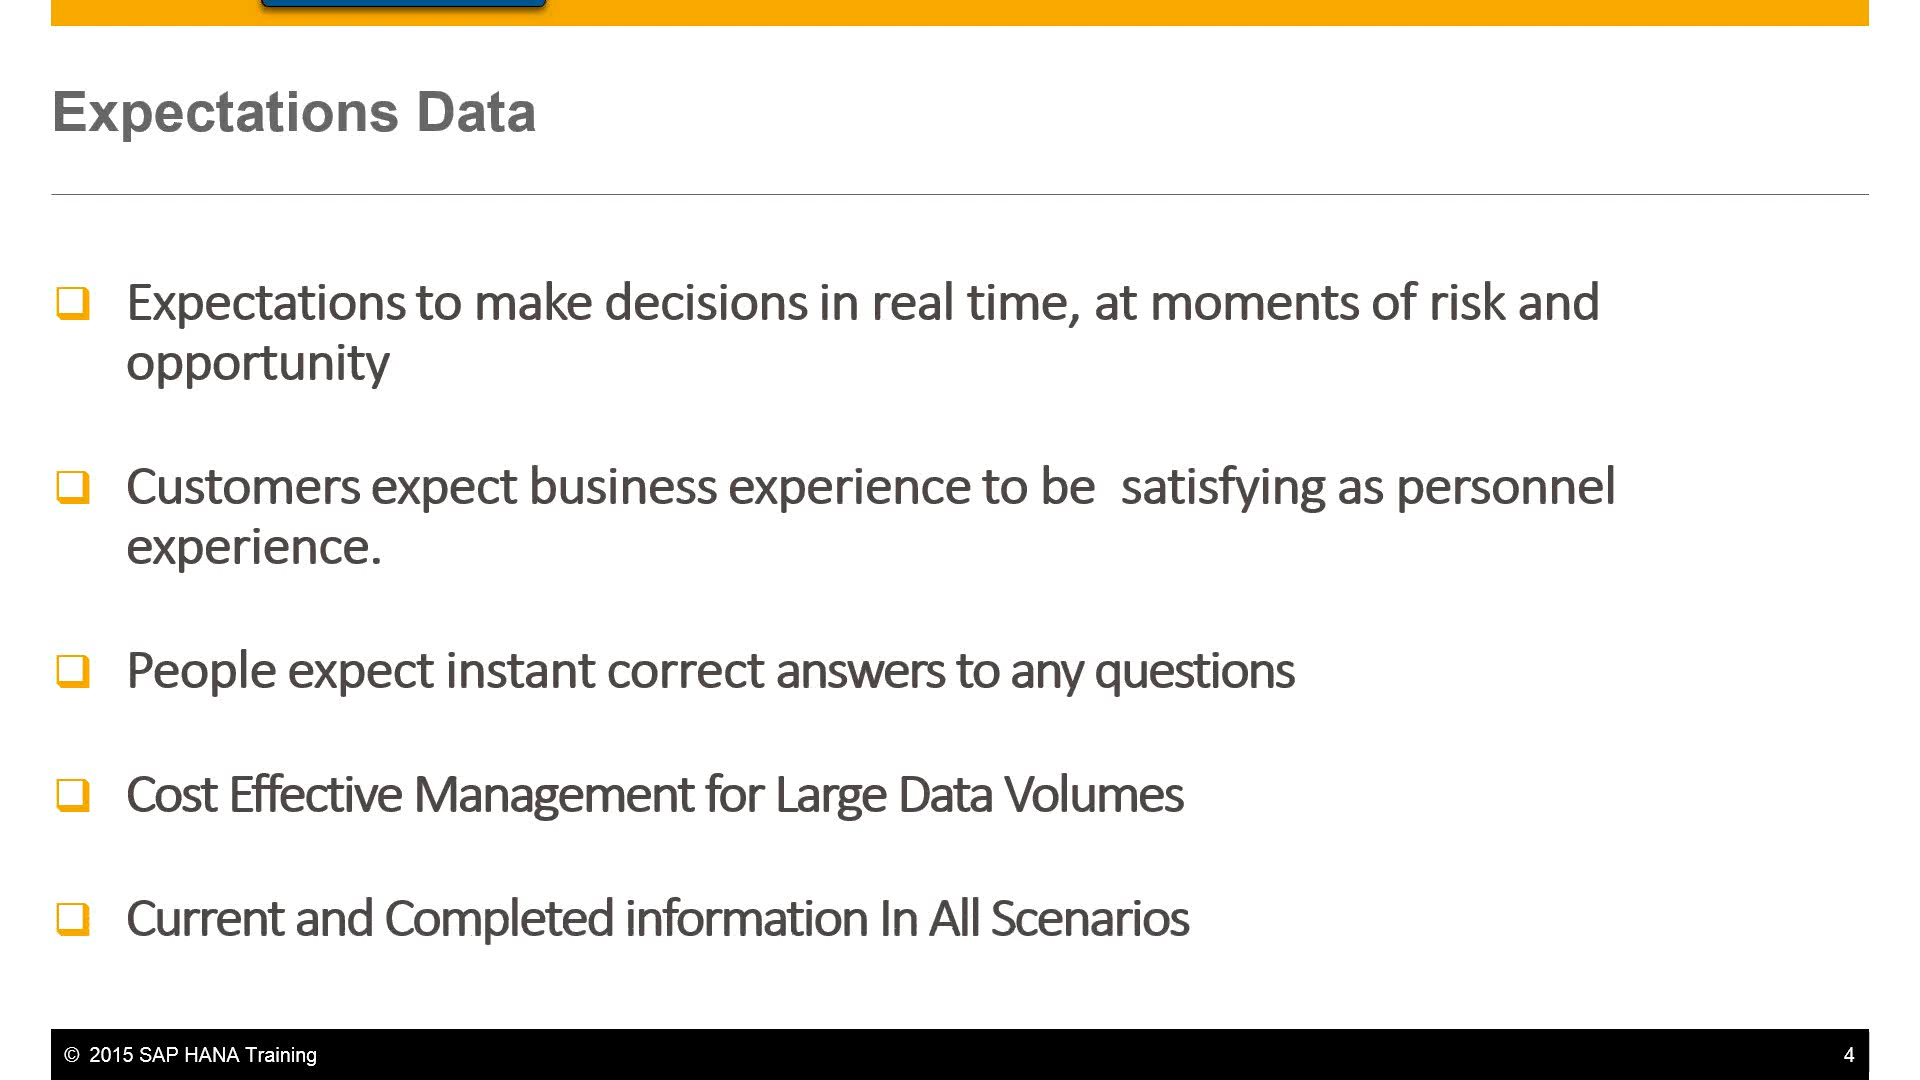 Expectations Data
Expectations to make decisions in real time, at moments of risk and
opportunity
Customers expect business experience to be  satisfying as personnel
experience.
People expect instant correct answers to any questions
Cost Effective Management for Large Data Volumes
Current and Completed information In All Scenarios
© 2015 SAP HANA Training
4